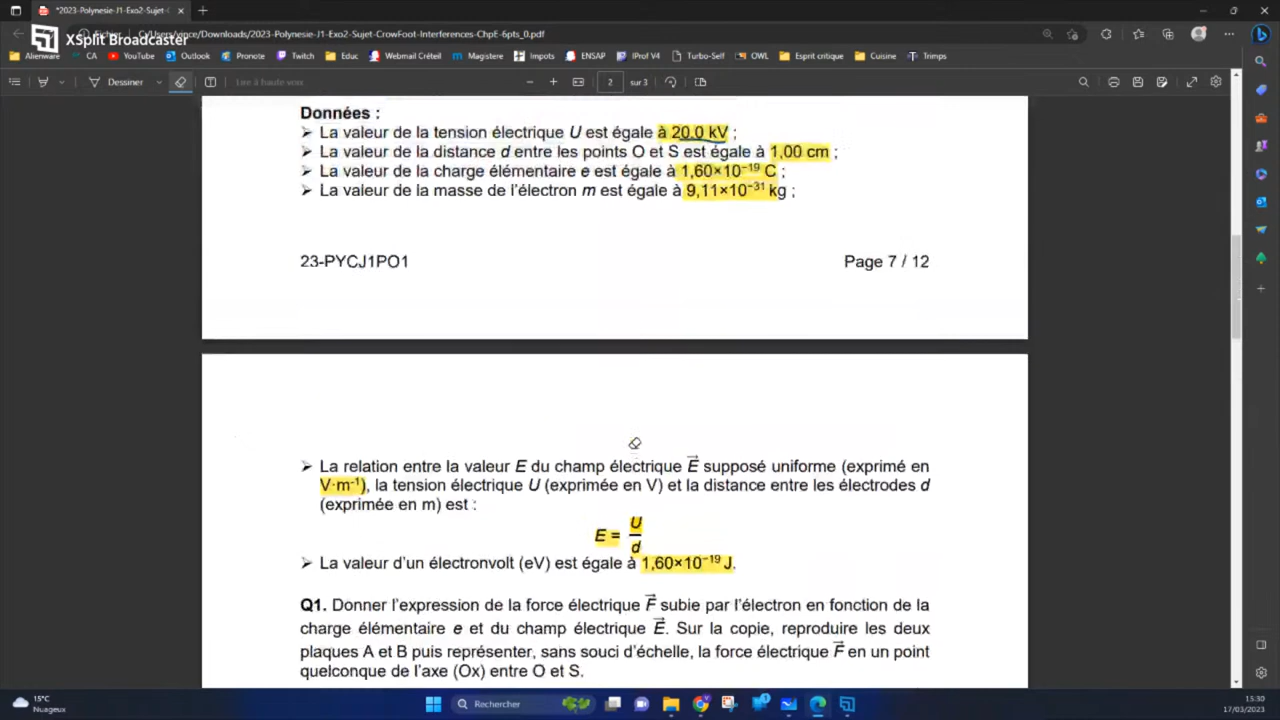 *2023-Polynesie-J1-Exo2-Sujet-C
XSplit Broadcaster
C:/Users/vince/Downloads/2023-Polynesie-J1-Exo2-Sujet-CrowFoot-Interferences-ChpE-6pts_0.pdf
Alienware CA YouTube Outlook Pronote Twitch Educ Webmail Créteil Magistere Impots ENSAP IProf V4 Turbo-Self OWL Esprit critique Cuisine Trimps
Dessiner Lire à haute voix 2 sur 3
Données :
➢ La valeur de la tension électrique U est égale à 20,0 kV ;
➢ La valeur de la distance d entre les points O et S est égale à 1,00 cm ;
➢ La valeur de la charge élémentaire e est égale à 1,60×10⁻¹⁹ C ;
➢ La valeur de la masse de l’électron m est égale à 9,11×10⁻³¹ kg ;
23-PYCJ1PO1 Page 7 / 12
➢ La relation entre la valeur E du champ électrique E⃗ supposé uniforme (exprimé en
V·m⁻¹), la tension électrique U (exprimée en V) et la distance entre les électrodes d
(exprimée en m) est :
E = U/d
➢ La valeur d’un électronvolt (eV) est égale à 1,60×10⁻¹⁹ J.
Q1. Donner l’expression de la force électrique F⃗ subie par l’électron en fonction de la
charge élémentaire e et du champ électrique E⃗. Sur la copie, reproduire les deux
plaques A et B puis représenter, sans souci d’échelle, la force électrique F⃗ en un point
quelconque de l’axe (Ox) entre O et S.
15°C
Nuageux
Rechercher
15:30
17/03/2023